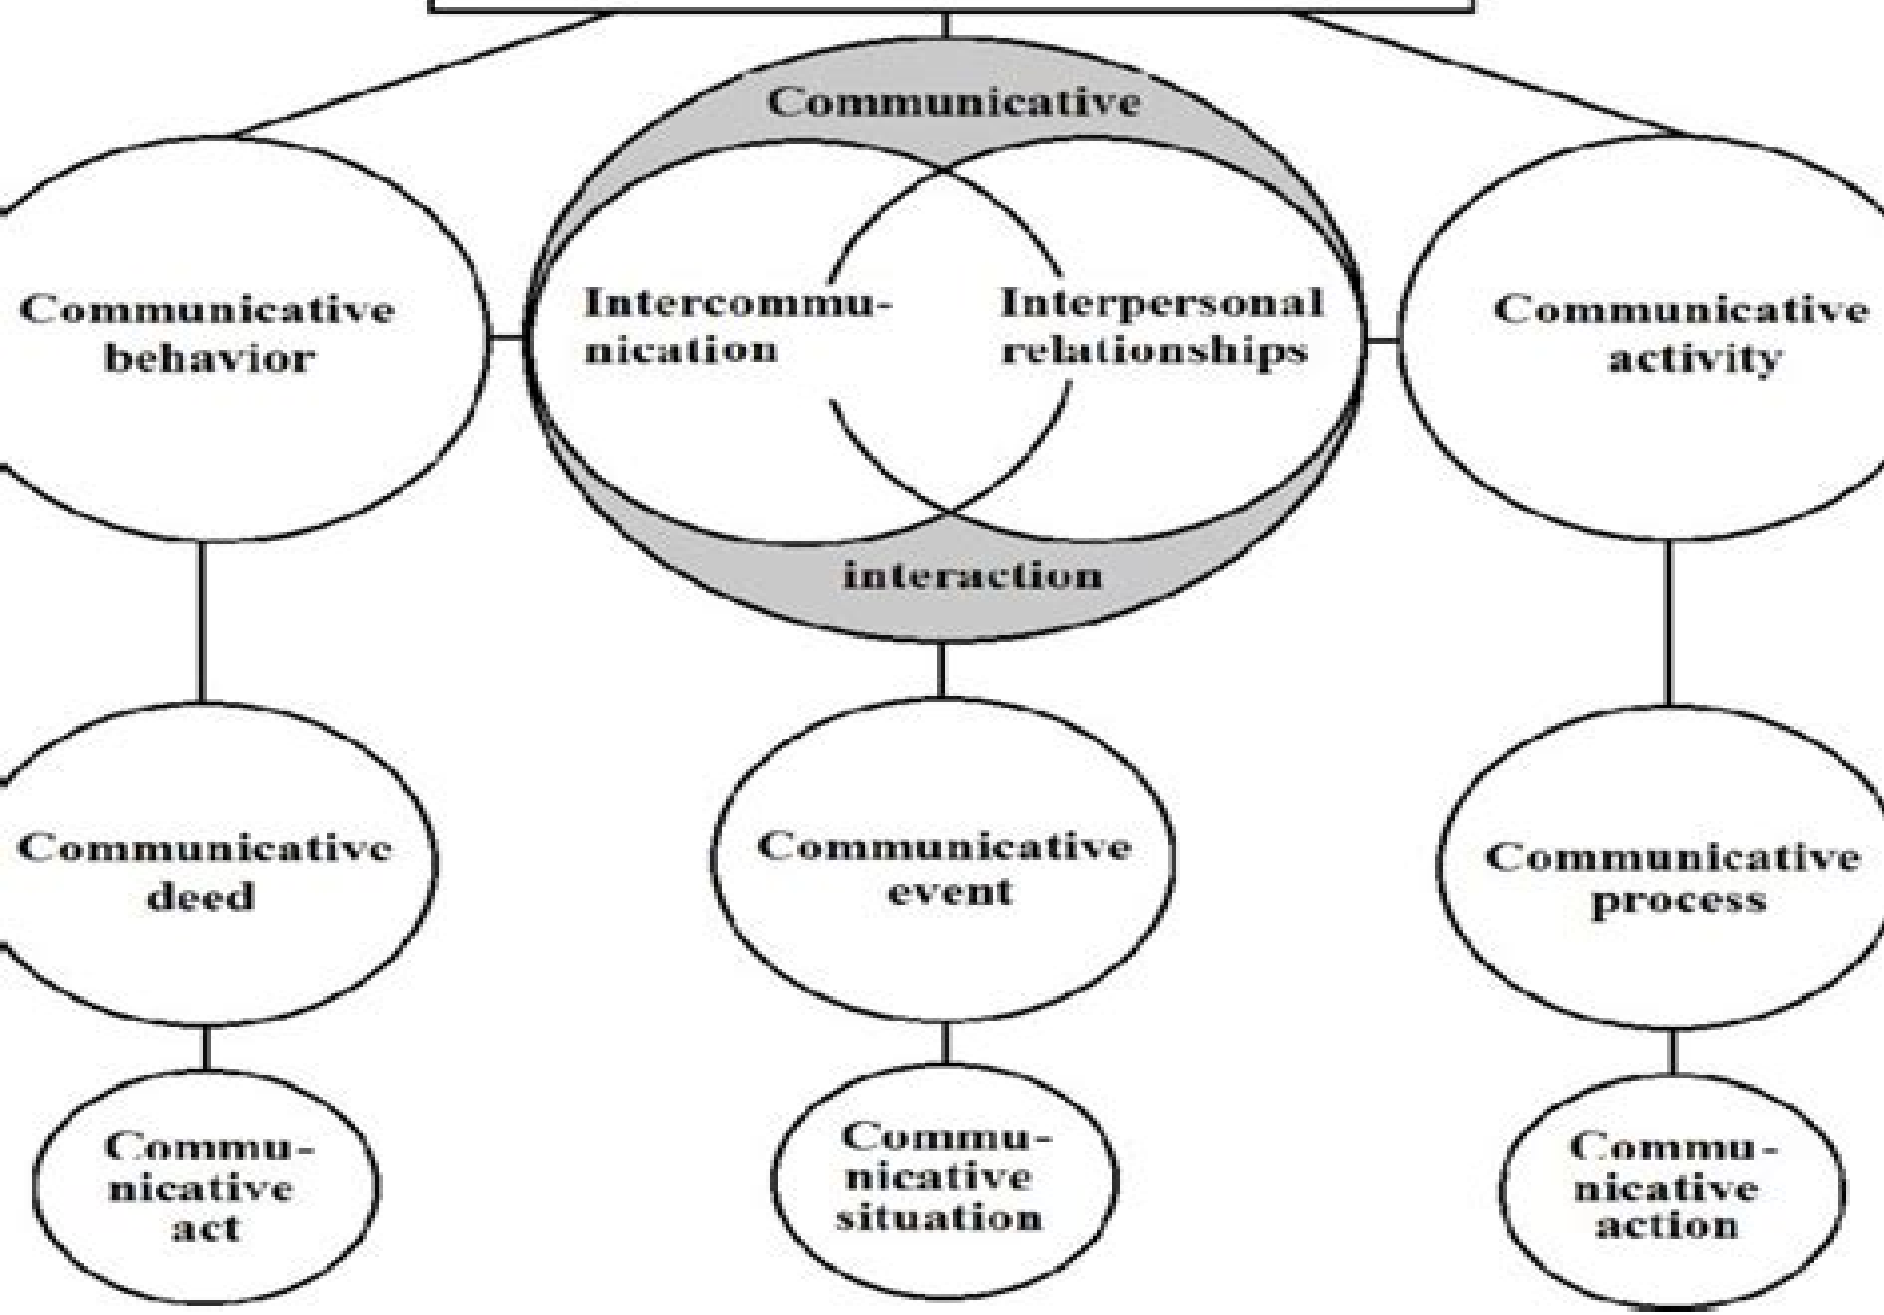 Communicative
Communicative
behavior
Intercommu-
nication
Interpersonal
relationships
Communicative
activity
interaction
Communicative
deed
Communicative
event
Communicative
process
Commu-
nicative
act
Commu-
nicative
situation
Commu-
nicative
action